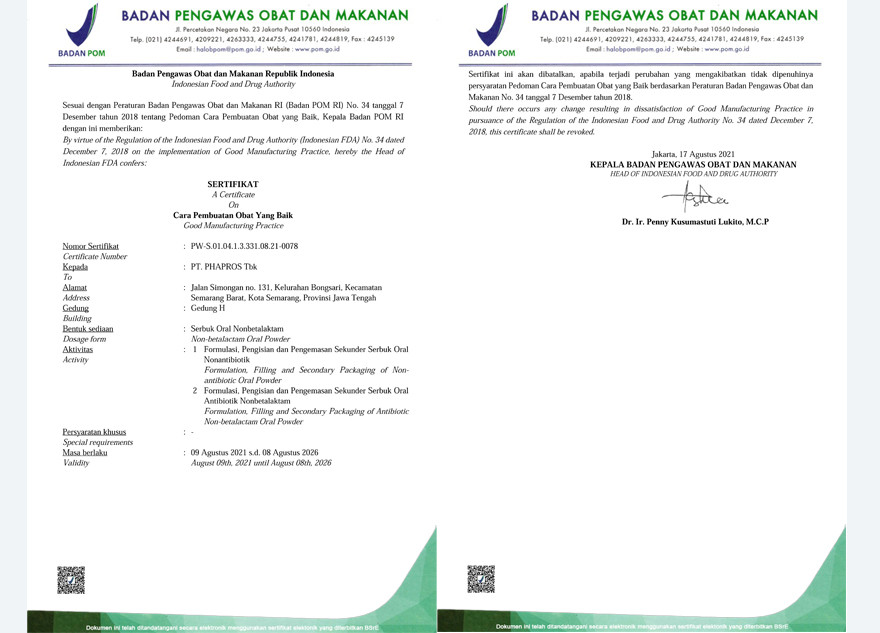 BADAN POM
BADAN PENGAWAS OBAT DAN MAKANAN
Jl. Percetakan Negara No. 23 Jakarta Pusat 10560 Indonesia
Telp. (021) 4244691, 4209221, 4263333, 4244755, 4241781, 4244819, Fax : 4245139
Email : halobpom@pom.go.id ; Website : www.pom.go.id
Badan Pengawas Obat dan Makanan Republik Indonesia
Indonesian Food and Drug Authority
Sesuai dengan Peraturan Badan Pengawas Obat dan Makanan RI (Badan POM RI) No. 34 tanggal 7
Desember tahun 2018 tentang Pedoman Cara Pembuatan Obat yang Baik, Kepala Badan POM RI
dengan ini memberikan:
By virtue of the Regulation of the Indonesian Food and Drug Authority (Indonesian FDA) No. 34 dated
December 7, 2018 on the implementation of Good Manufacturing Practice, hereby the Head of
Indonesian FDA confers:
SERTIFIKAT
A Certificate
On
Cara Pembuatan Obat Yang Baik
Good Manufacturing Practice
Nomor Sertifikat : PW-S.01.04.1.3.331.08.21-0078
Certificate Number
Kepada : PT. PHAPROS Tbk
To
Alamat : Jalan Simongan no. 131, Kelurahan Bongsari, Kecamatan
Address Semarang Barat, Kota Semarang, Provinsi Jawa Tengah
Gedung : Gedung H
Building
Bentuk sediaan : Serbuk Oral Nonbetalaktam
Dosage form Non-betalactam Oral Powder
Aktivitas : 1 Formulasi, Pengisian dan Pengemasan Sekunder Serbuk Oral
Activity Nonantibiotik
Formulation, Filling and Secondary Packaging of Non-
antibiotic Oral Powder
2 Formulasi, Pengisian dan Pengemasan Sekunder Serbuk Oral
Antibiotik Nonbetalaktam
Formulation, Filling and Secondary Packaging of Antibiotic
Non-betalactam Oral Powder
Persyaratan khusus : -
Special requirements
Masa berlaku : 09 Agustus 2021 s.d. 08 Agustus 2026
Validity August 09th, 2021 until August 08th, 2026
Dokumen ini telah ditandatangani secara elektronik menggunakan sertifikat elektonik yang diterbitkan BSrE
BADAN POM
BADAN PENGAWAS OBAT DAN MAKANAN
Jl. Percetakan Negara No. 23 Jakarta Pusat 10560 Indonesia
Telp. (021) 4244691, 4209221, 4263333, 4244755, 4241781, 4244819, Fax : 4245139
Email : halobpom@pom.go.id ; Website : www.pom.go.id
Sertifikat ini akan dibatalkan, apabila terjadi perubahan yang mengakibatkan tidak dipenuhinya
persyaratan Pedoman Cara Pembuatan Obat yang Baik berdasarkan Peraturan Badan Pengawas Obat dan
Makanan No. 34 tanggal 7 Desember tahun 2018.
Should there occurs any change resulting in dissatisfaction of Good Manufacturing Practice in
pursuance of the Regulation of the Indonesian Food and Drug Authority No. 34 dated December 7,
2018, this certificate shall be revoked.
Jakarta, 17 Agustus 2021
KEPALA BADAN PENGAWAS OBAT DAN MAKANAN
HEAD OF INDONESIAN FOOD AND DRUG AUTHORITY
Dr. Ir. Penny Kusumastuti Lukito, M.C.P
Dokumen ini telah ditandatangani secara elektronik menggunakan sertifikat elektonik yang diterbitkan BSrE